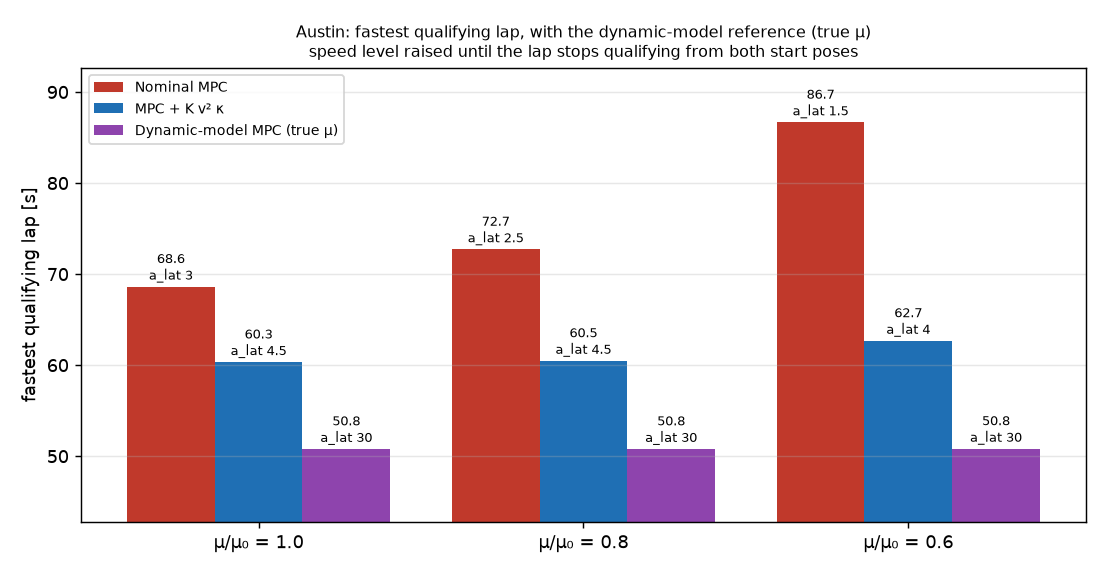 Austin: fastest qualifying lap, with the dynamic-model reference (true μ)
speed level raised until the lap stops qualifying from both start poses
Nominal MPC
MPC + K v² κ
Dynamic-model MPC (true μ)
fastest qualifying lap [s]
90
80
70
60
50
68.6
a_lat 3
60.3
a_lat 4.5
50.8
a_lat 30
72.7
a_lat 2.5
60.5
a_lat 4.5
50.8
a_lat 30
86.7
a_lat 1.5
62.7
a_lat 4
50.8
a_lat 30
μ/μ₀ = 1.0
μ/μ₀ = 0.8
μ/μ₀ = 0.6